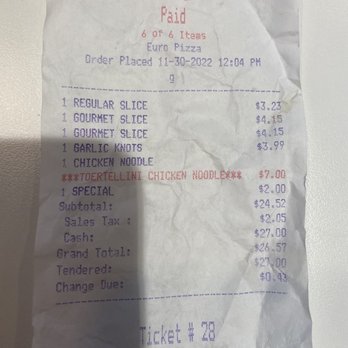 Paid
6 of 6 Items
Euro Pizza
Order Placed 11-30-2022 12:04 PM
g
1 REGULAR SLICE $3.23
1 GOURMET SLICE $4.15
1 GOURMET SLICE $4.15
1 GARLIC KNOTS $3.99
1 CHICKEN NOODLE
***TOERTELLINI CHICKEN NOODLE*** $7.00
1 SPECIAL $2.00
Subtotal: $24.52
Sales Tax : $2.05
Cash: $27.00
Grand Total: $26.57
Tendered: $27.00
Change Due: $0.43
Ticket # 28